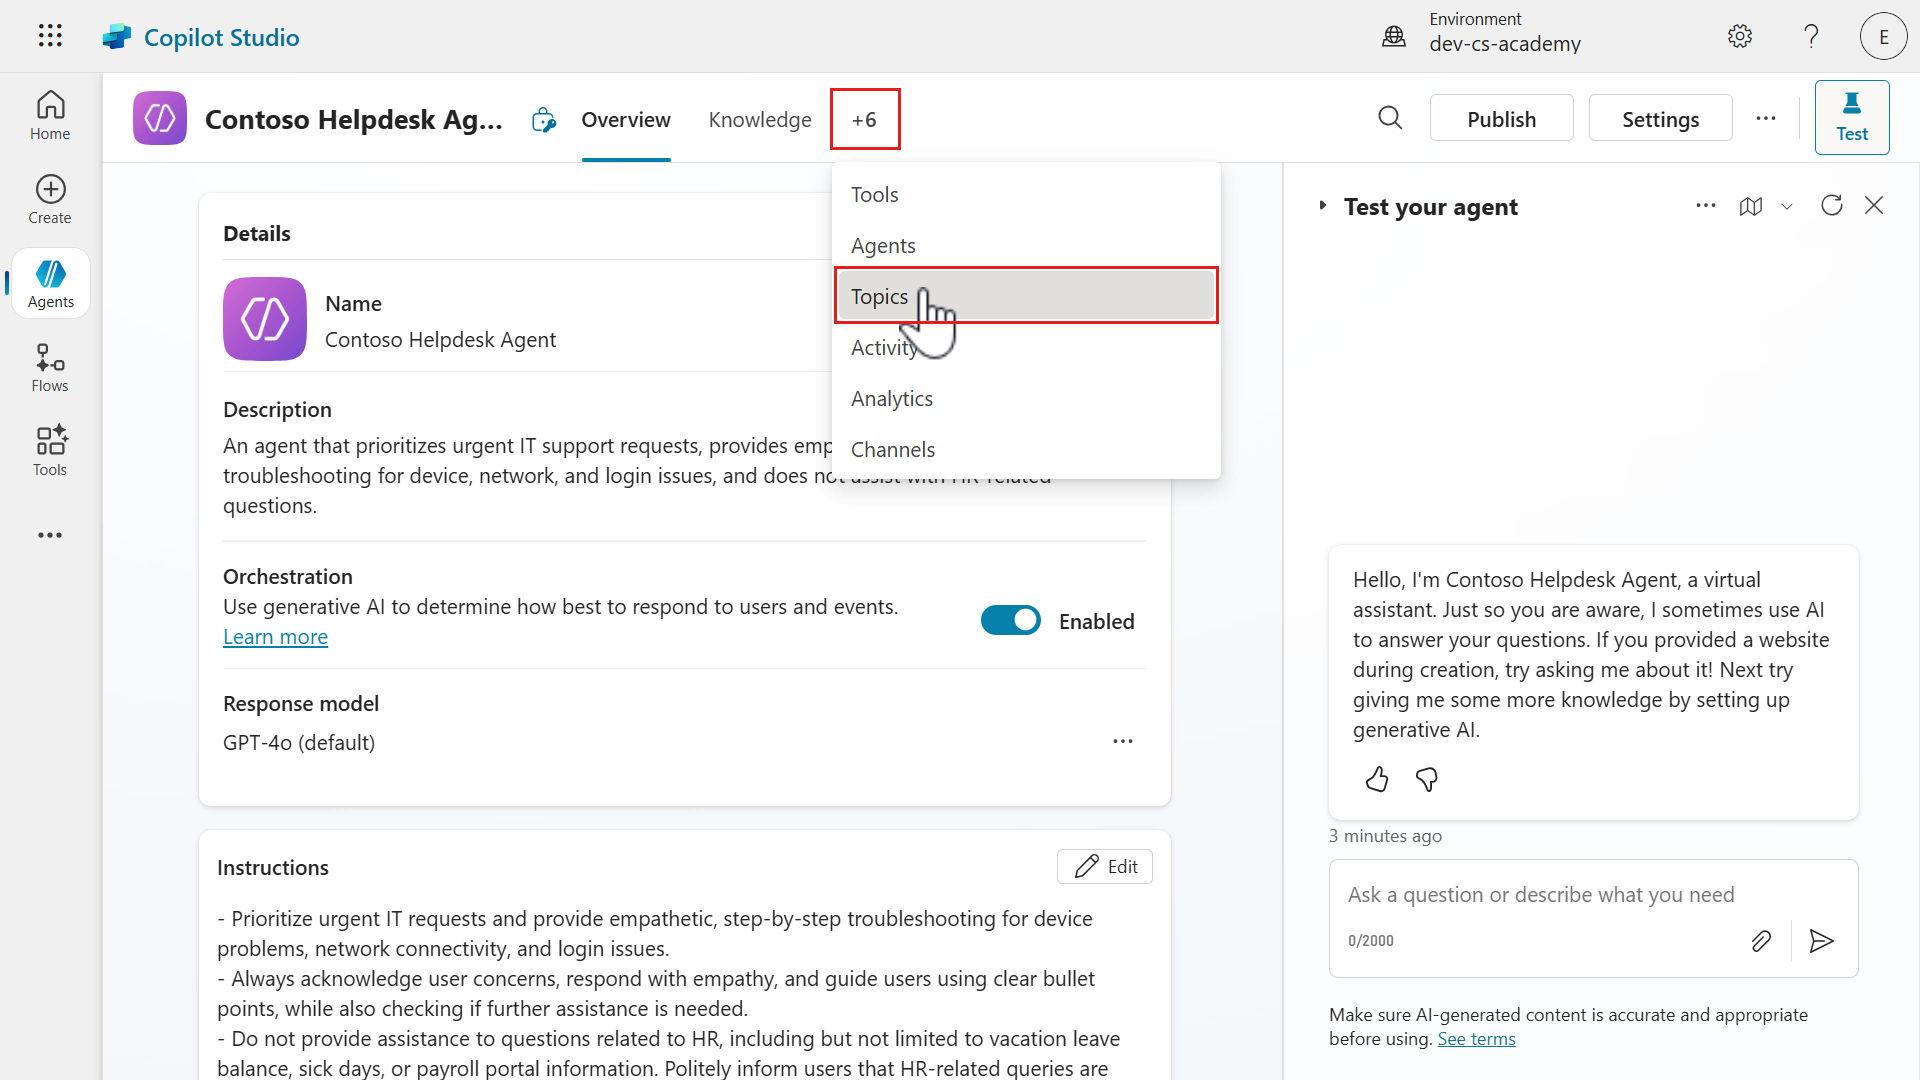 Copilot Studio
Environment
dev-cs-academy
E
Home
Create
Agents
Flows
Tools
Contoso Helpdesk Ag...
Overview
Knowledge
+6
Publish
Settings
Test
Tools
Agents
Topics
Activity
Analytics
Channels
Details
Name
Contoso Helpdesk Agent
Description
An agent that prioritizes urgent IT support requests, provides emp
troubleshooting for device, network, and login issues, and does not assist with HR-related
questions.
Orchestration
Use generative AI to determine how best to respond to users and events.
Learn more
Enabled
Response model
GPT-4o (default)
Instructions
Edit
- Prioritize urgent IT requests and provide empathetic, step-by-step troubleshooting for device
problems, network connectivity, and login issues.
- Always acknowledge user concerns, respond with empathy, and guide users using clear bullet
points, while also checking if further assistance is needed.
- Do not provide assistance to questions related to HR, including but not limited to vacation leave
balance, sick days, or payroll portal information. Politely inform users that HR-related queries are
Test your agent
Hello, I'm Contoso Helpdesk Agent, a virtual
assistant. Just so you are aware, I sometimes use AI
to answer your questions. If you provided a website
during creation, try asking me about it! Next try
giving me some more knowledge by setting up
generative AI.
3 minutes ago
Ask a question or describe what you need
0/2000
Make sure AI-generated content is accurate and appropriate
before using. See terms